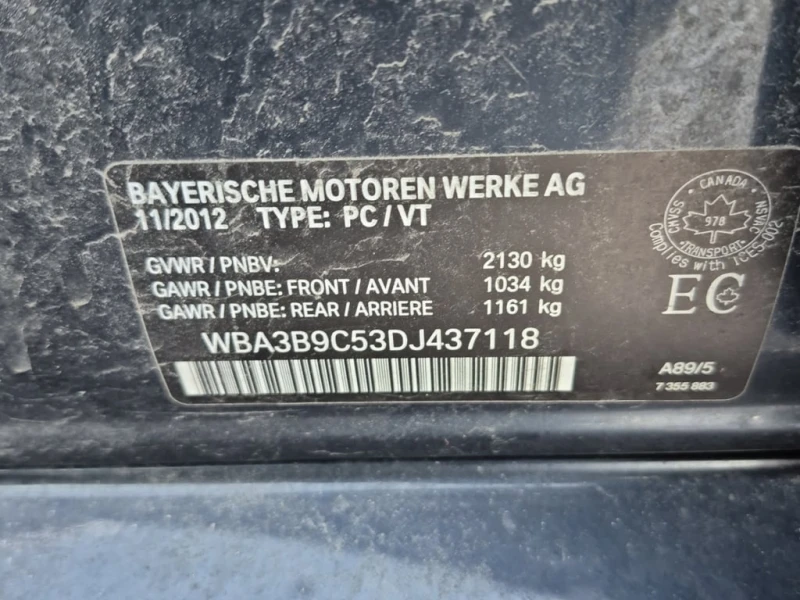 BAYERISCHE MOTOREN WERKE AG
11/2012 TYPE: PC / VT
GVWR / PNBV: 2130 kg
GAWR / PNBE: FRONT / AVANT 1034 kg
GAWR / PNBE: REAR / ARRIERE 1161 kg
WBA3B9C53DJ437118
CANADA
CMVSS NSVAC
978
TRANSPORT
Complies with ICES-002
EC
A89/5
7 355 883